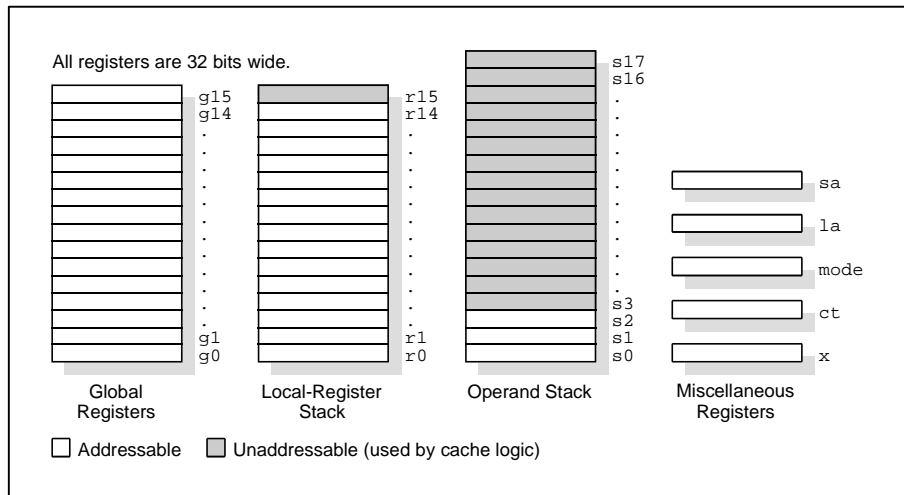 All registers are 32 bits wide.
g15
g14
.
.
.
.
.
.
.
.
.
.
.
.
g1
g0
Global
Registers
r15
r14
.
.
.
.
.
.
.
.
.
.
.
.
r1
r0
Local-Register
Stack
s17
s16
.
.
.
.
.
.
.
.
.
.
.
.
s3
s2
s1
s0
Operand Stack
sa
la
mode
ct
x
Miscellaneous
Registers
Addressable
Unaddressable (used by cache logic)